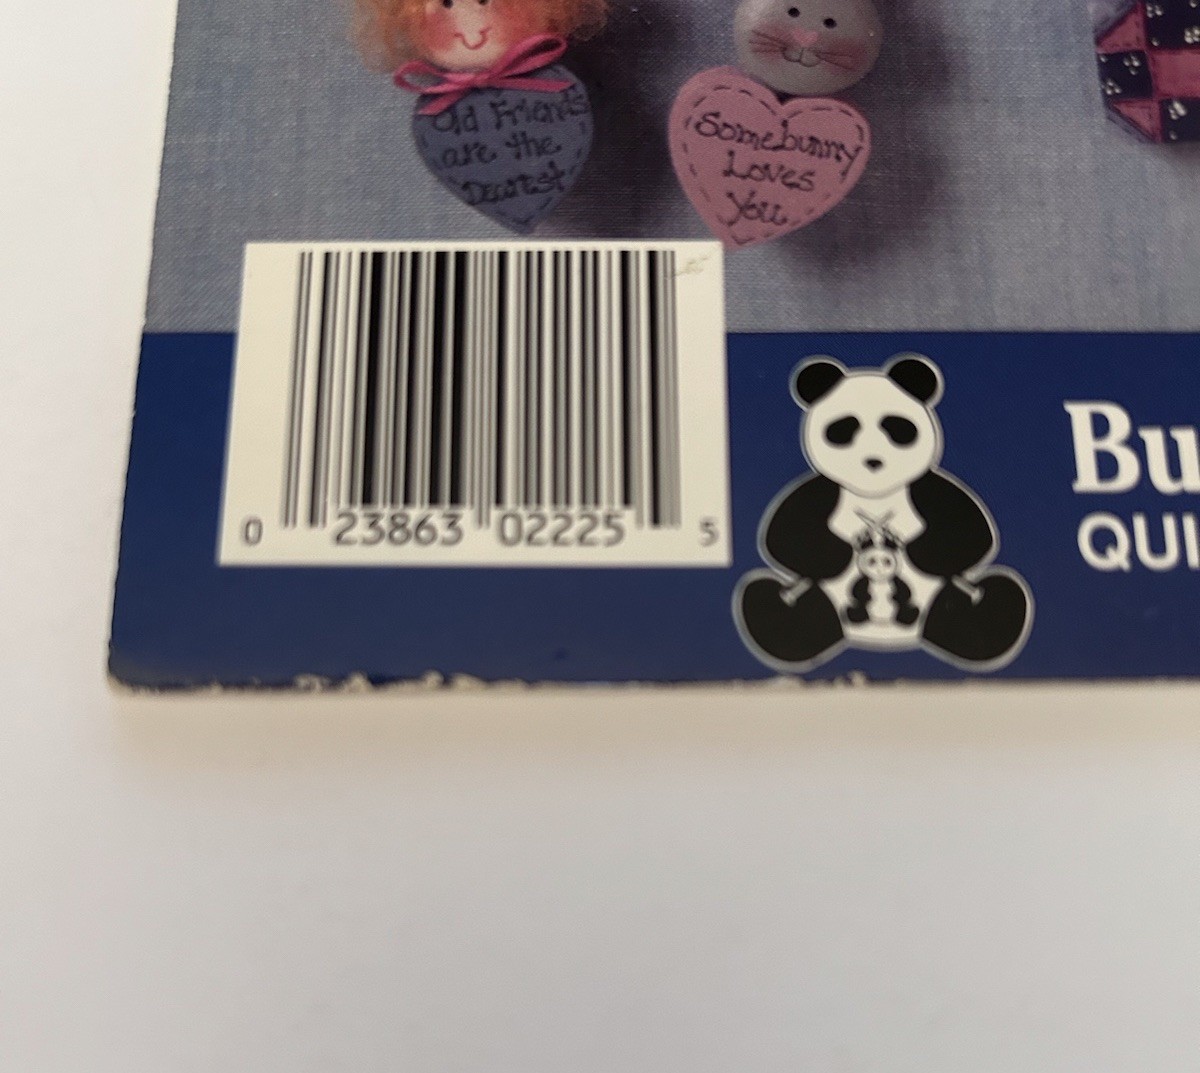 Old Friends
are the
Dearest
Somebunny
Loves
You
0 23863 02225 5
Bu
QUI